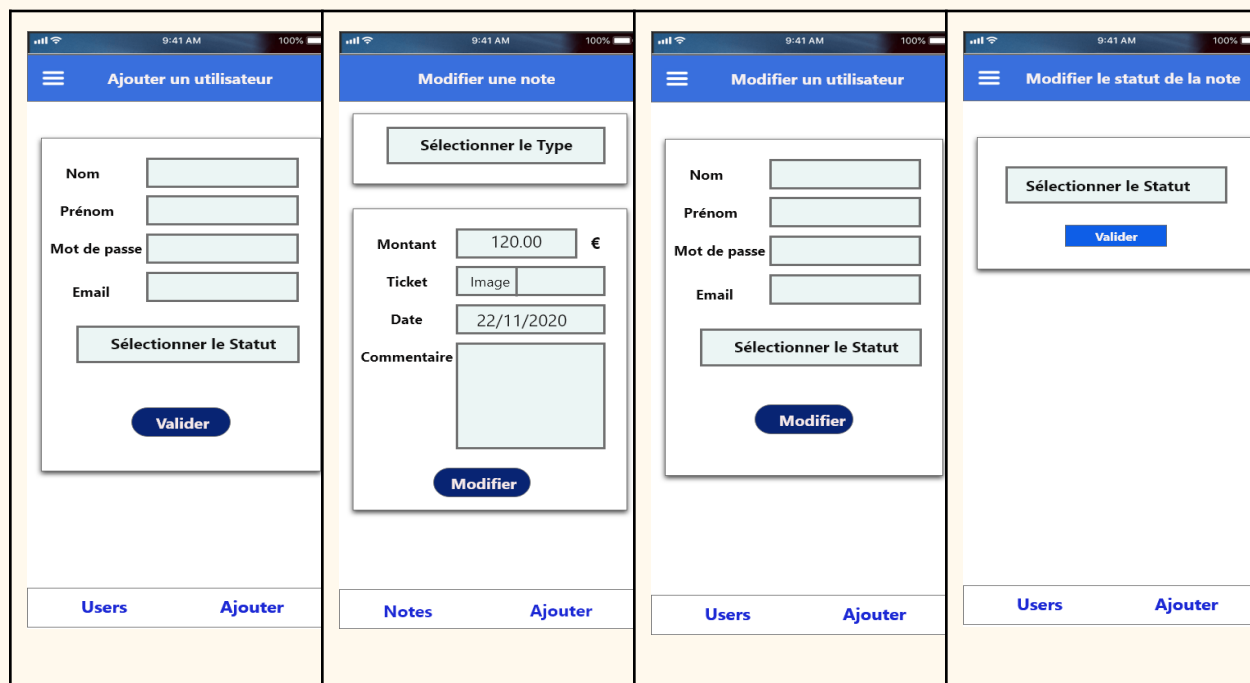 9:41 AM 100%
Ajouter un utilisateur
Nom
Prénom
Mot de passe
Email
Sélectionner le Statut
Valider
Users Ajouter
9:41 AM 100%
Modifier une note
Sélectionner le Type
Montant 120.00 €
Ticket Image
Date 22/11/2020
Commentaire
Modifier
Notes Ajouter
9:41 AM 100%
Modifier un utilisateur
Nom
Prénom
Mot de passe
Email
Sélectionner le Statut
Modifier
Users Ajouter
9:41 AM 100%
Modifier le statut de la note
Sélectionner le Statut
Valider
Users Ajouter